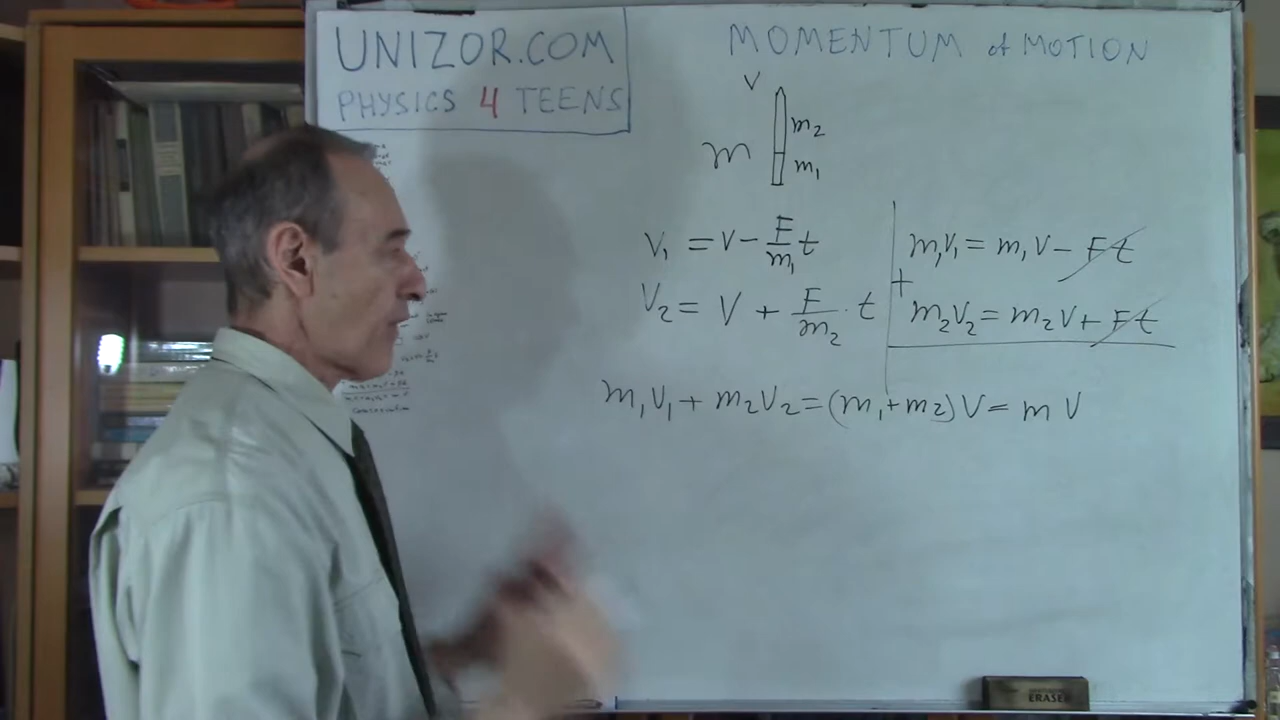 UNIZOR.COM
PHYSICS 4 TEENS
MOMENTUM of MOTION
V
m
m₂
m₁
V₁ = V - F/m₁ t
m₁V₁ = m₁V - Ft
+
V₂ = V + F/m₂ · t
m₂V₂ = m₂V + Ft
m₁V₁ + m₂V₂ = (m₁+m₂)V = m V
ERASER